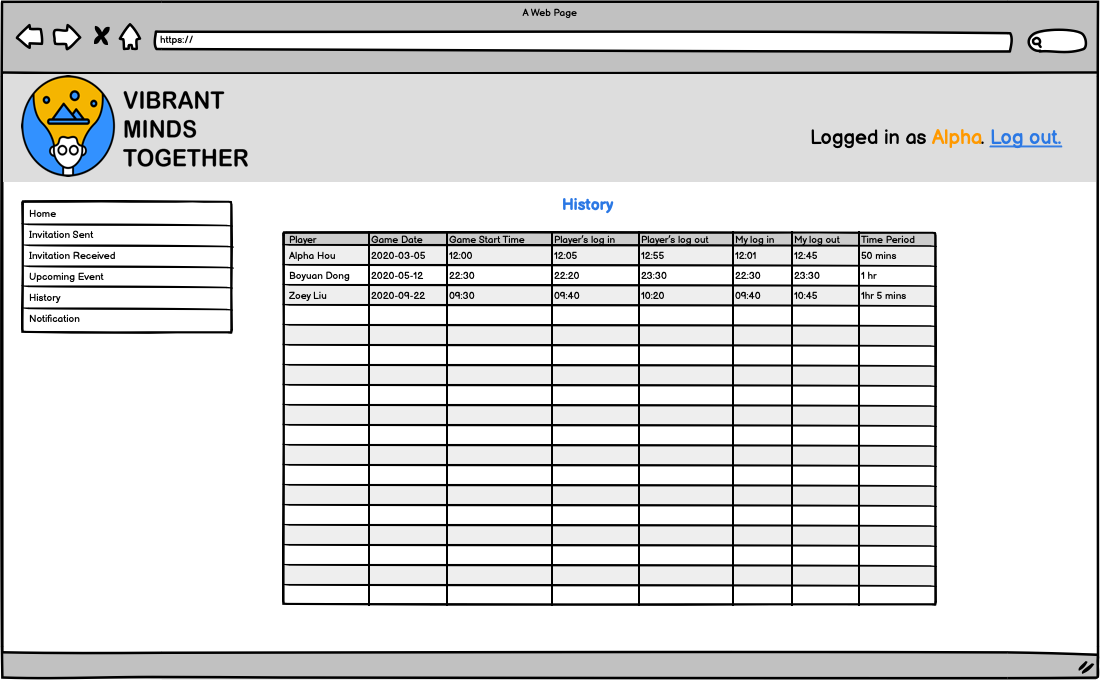 A Web Page
https://
VIBRANT
MINDS
TOGETHER
Logged in as Alpha. Log out.
Home
Invitation Sent
Invitation Received
Upcoming Event
History
Notification
History
Player Game Date Game Start Time Player's log in Player's log out My log in My log out Time Period
Alpha Hou 2020-03-05 12:00 12:05 12:55 12:01 12:45 50 mins
Boyuan Dong 2020-05-12 22:30 22:20 23:30 22:30 23:30 1 hr
Zoey Liu 2020-09-22 09:30 09:40 10:20 09:40 10:45 1hr 5 mins